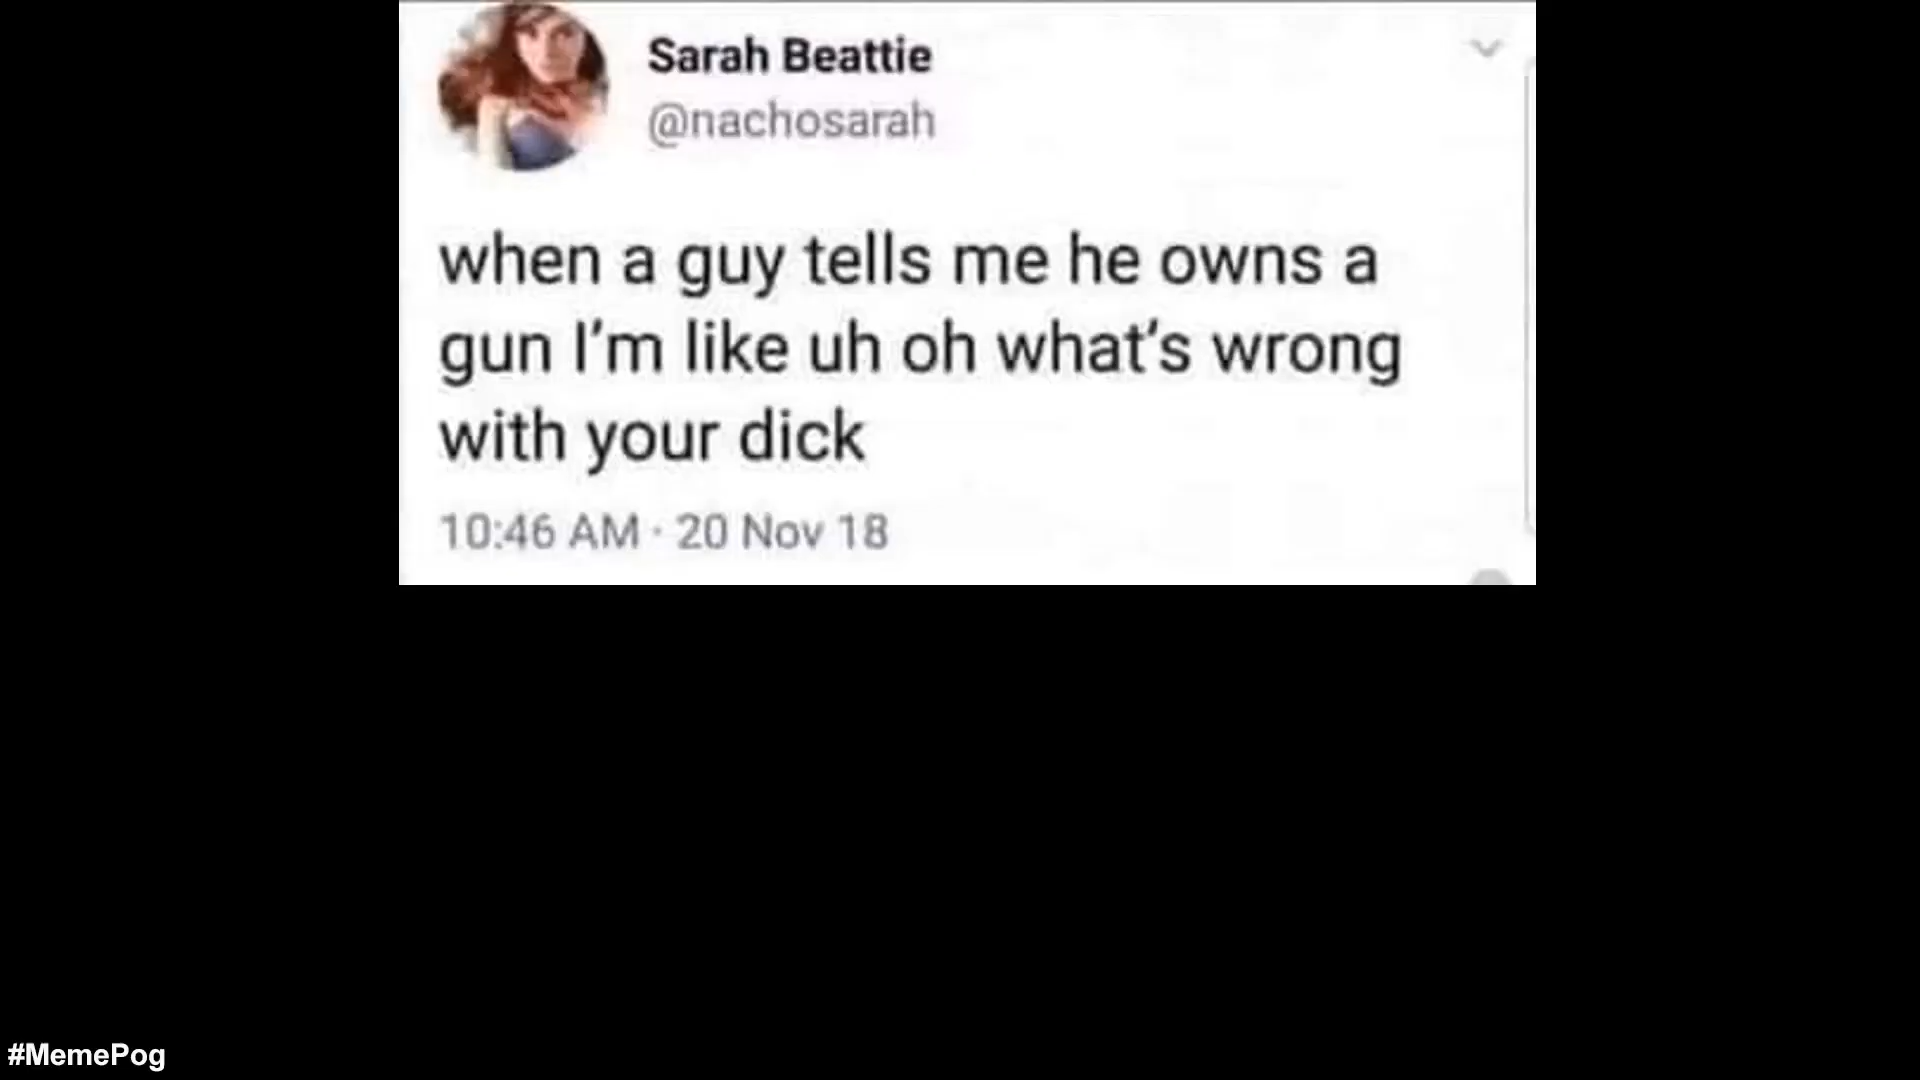 Sarah Beattie
@nachosarah
when a guy tells me he owns a
gun I'm like uh oh what's wrong
with your dick
10:46 AM · 20 Nov 18
#MemePog